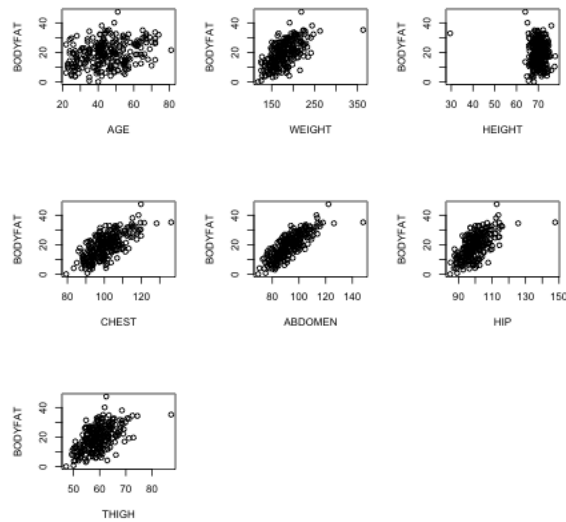 BODYFAT
0 20 40
20 30 40 50 60 70 80
AGE
BODYFAT
0 20 40
150 200 250 300 350
WEIGHT
BODYFAT
0 20 40
30 40 50 60 70
HEIGHT
BODYFAT
0 20 40
80 100 120
CHEST
BODYFAT
0 20 40
80 100 120 140
ABDOMEN
BODYFAT
0 20 40
90 110 130 150
HIP
BODYFAT
0 20 40
50 60 70 80
THIGH